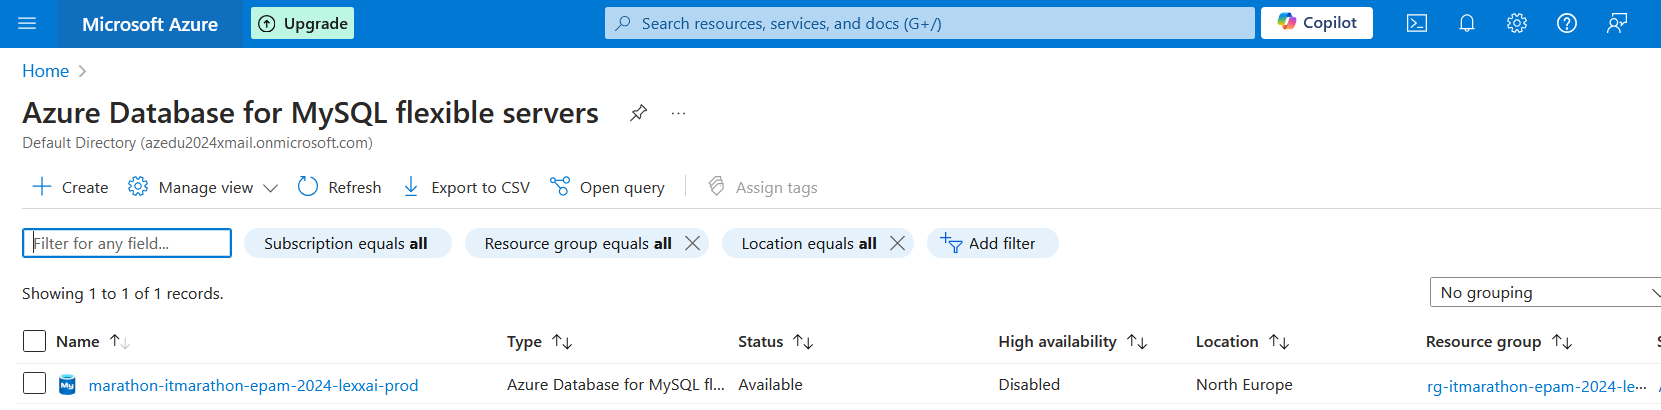 Microsoft Azure Upgrade Search resources, services, and docs (G+/) Copilot
Home
Azure Database for MySQL flexible servers ...
Default Directory (azedu2024xmail.onmicrosoft.com)
Create Manage view Refresh Export to CSV Open query Assign tags
Filter for any field... Subscription equals all Resource group equals all Location equals all Add filter
Showing 1 to 1 of 1 records.
No grouping
Name Type Status High availability Location Resource group
marathon-itmarathon-epam-2024-lexxai-prod Azure Database for MySQL fl... Available Disabled North Europe rg-itmarathon-epam-2024-le...